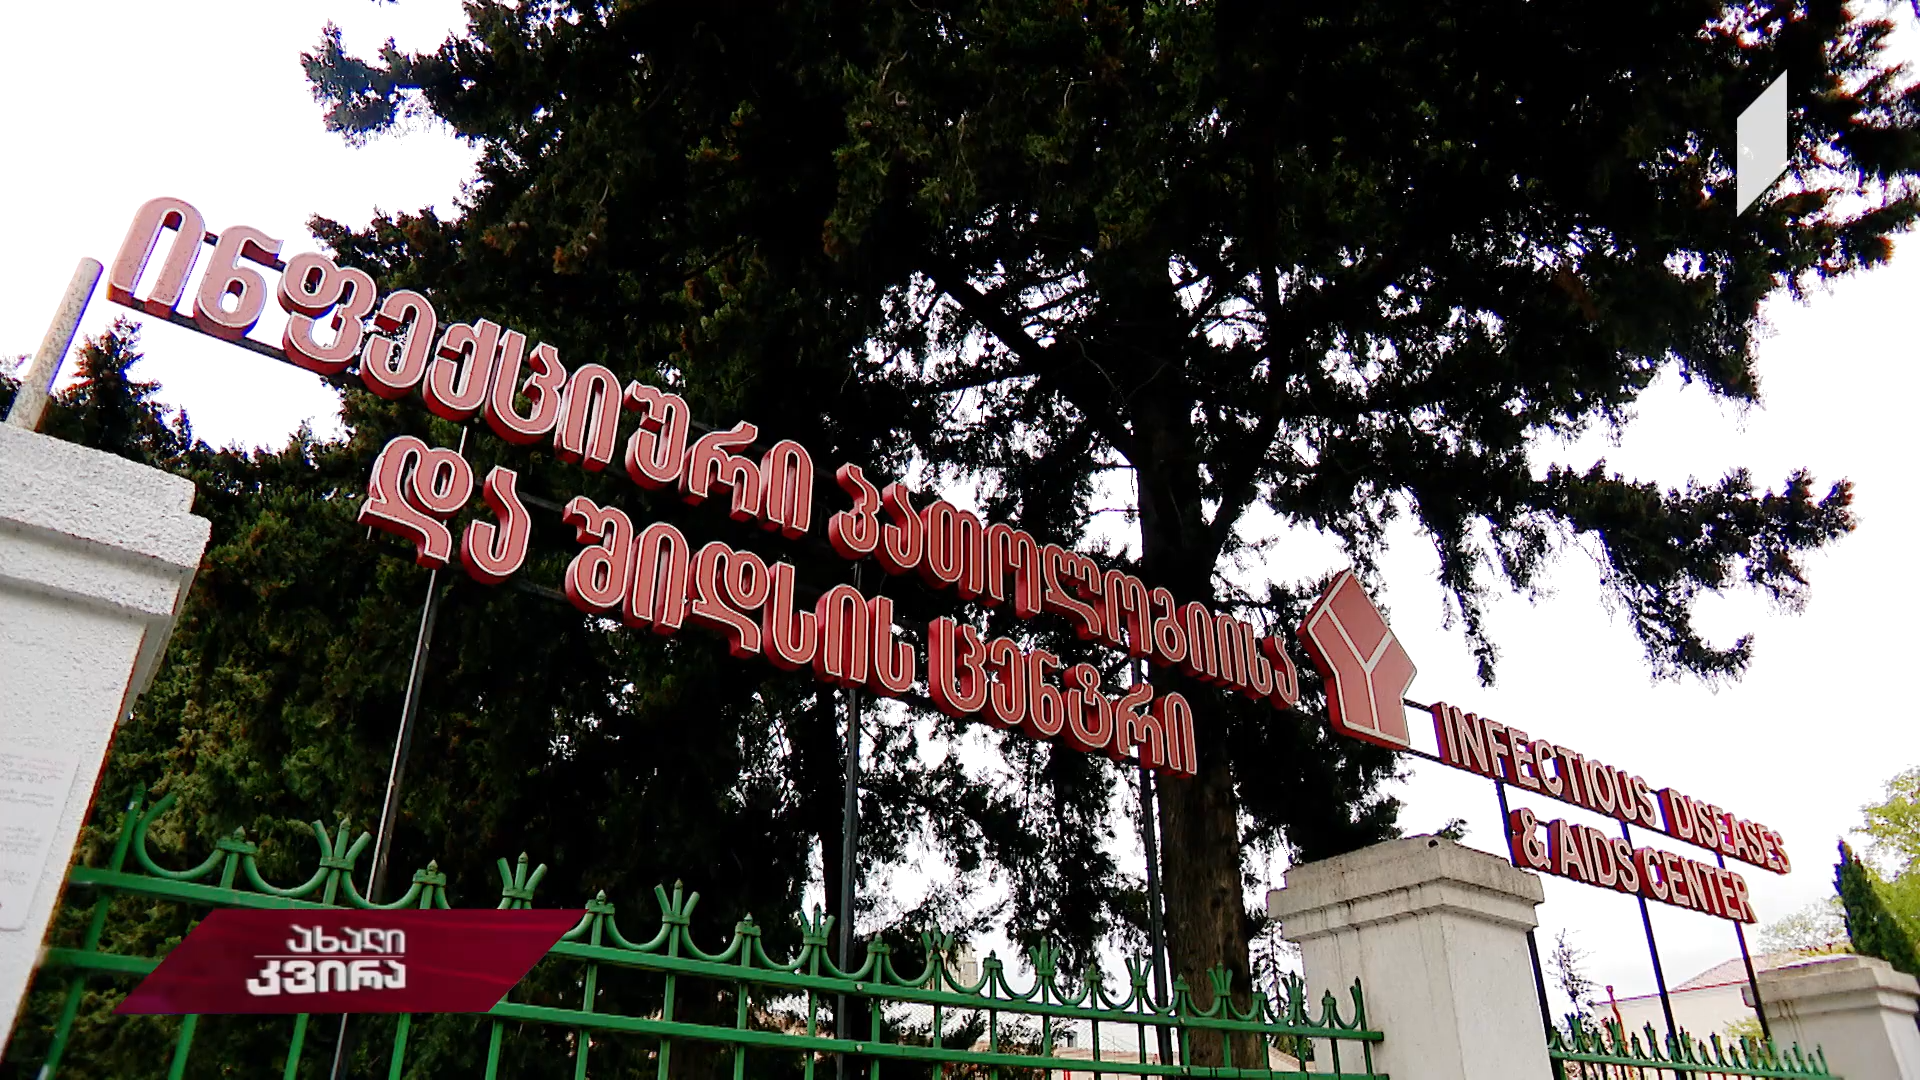 ინფექციური პათოლოგიისა
და შიდსის ცენტრი
INFECTIOUS DISEASES
& AIDS CENTER
ახალი
კვირა